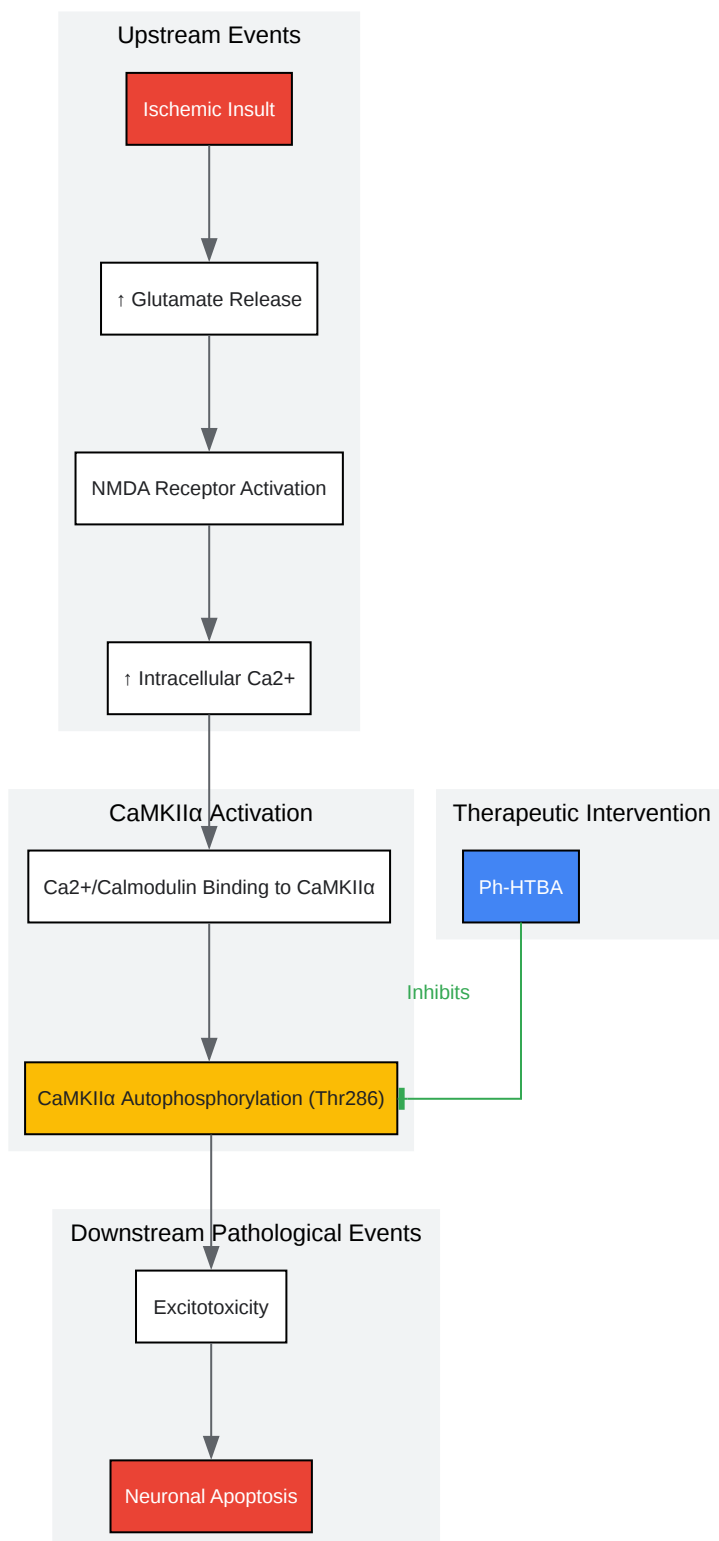 Upstream Events
Ischemic Insult
↑ Glutamate Release
NMDA Receptor Activation
↑ Intracellular Ca2+
CaMKIIα Activation
Therapeutic Intervention
Ca2+/Calmodulin Binding to CaMKIIα
Ph-HTBA
Inhibits
CaMKIIα Autophosphorylation (Thr286)
Downstream Pathological Events
Excitotoxicity
Neuronal Apoptosis